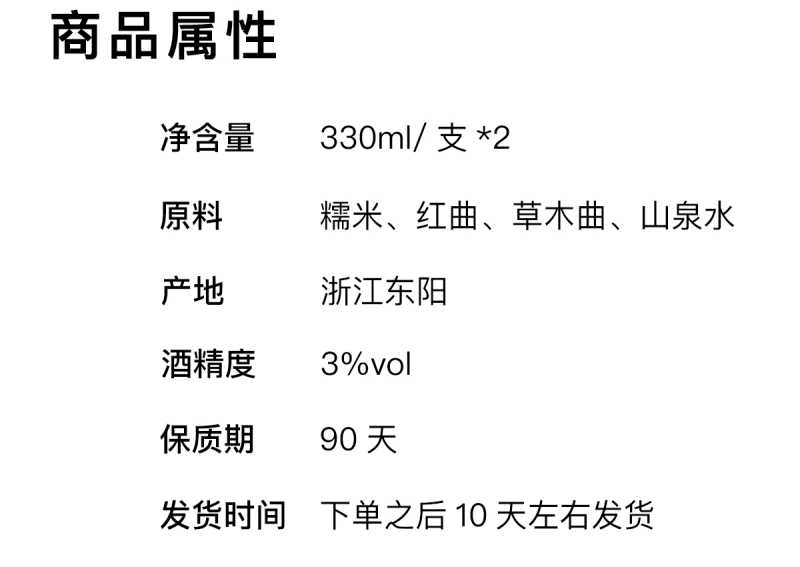 商品属性
净含量 330ml/ 支 *2
原料 糯米、红曲、草木曲、山泉水
产地 浙江东阳
酒精度 3%vol
保质期 90 天
发货时间 下单之后 10 天左右发货